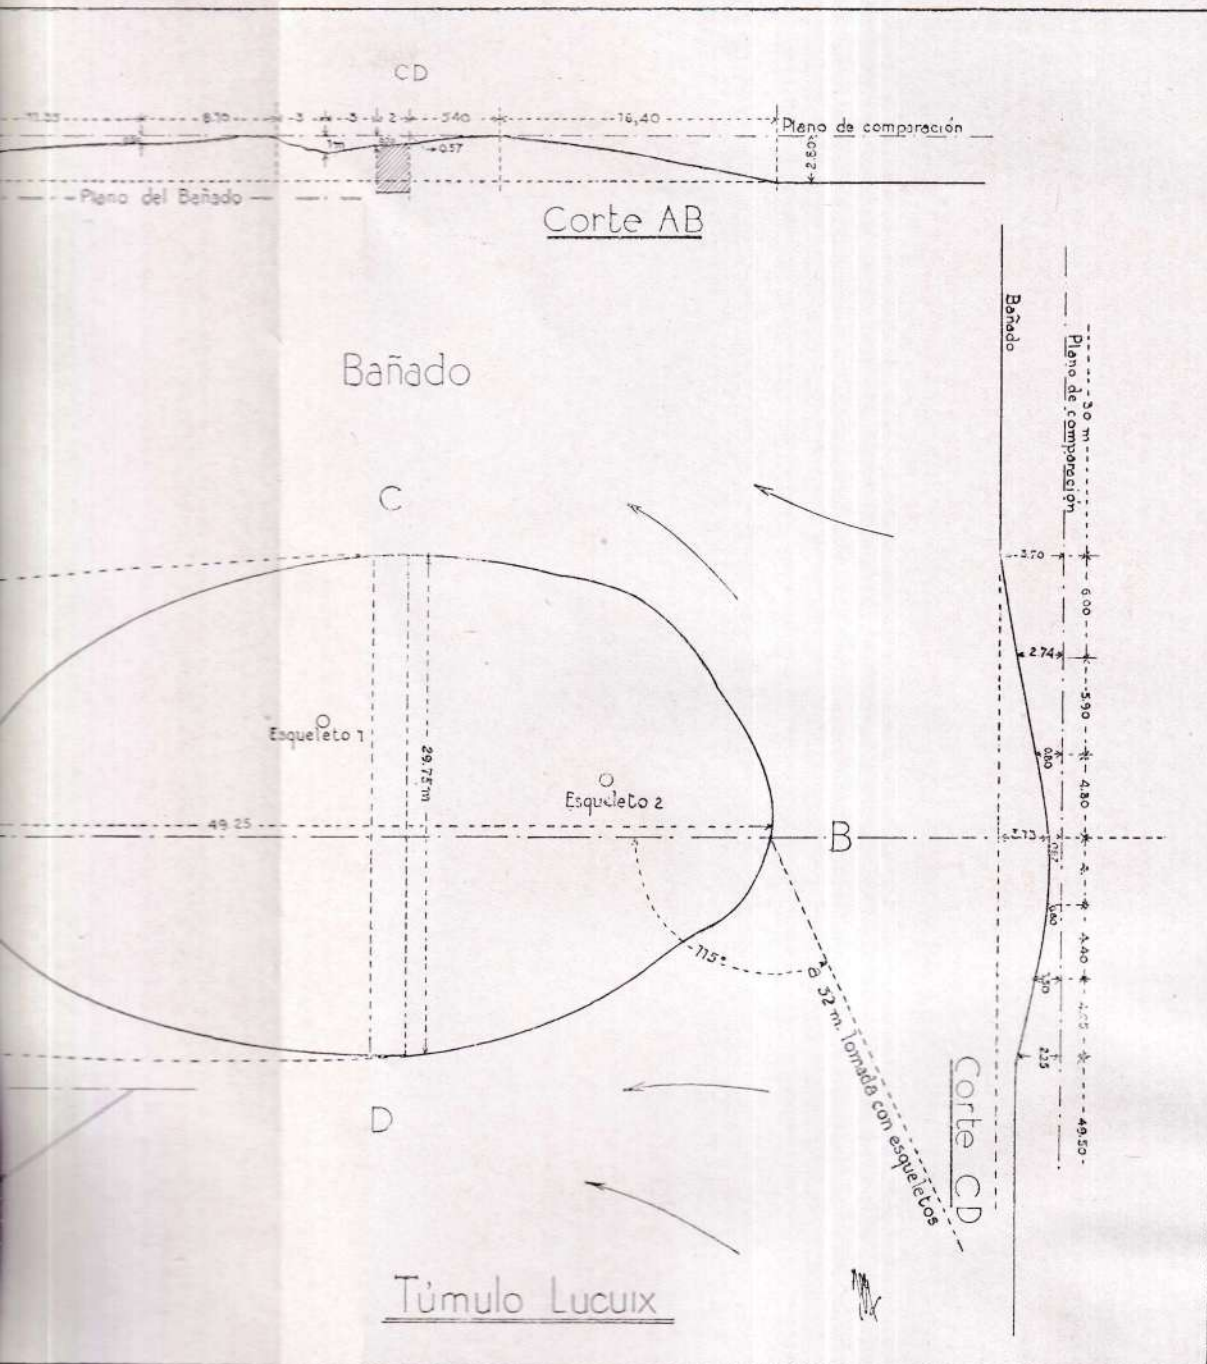 CD
8.70 3 3 2 5.40 16,40
Plano de comparación
1m
0.57
2.80
Plano del Bañado
Corte AB
Bañado
C
Esqueleto 1
29.75 m
Esqueleto 2
49.25
B
115°
a 32 m. lomada con esqueletos
D
Túmulo Lucuix
Bañado
Plano de comparación
30 m
3.70
6.00
2.74
5.90
0.80
4.80
4.40
2.25
49.50
Corte CD